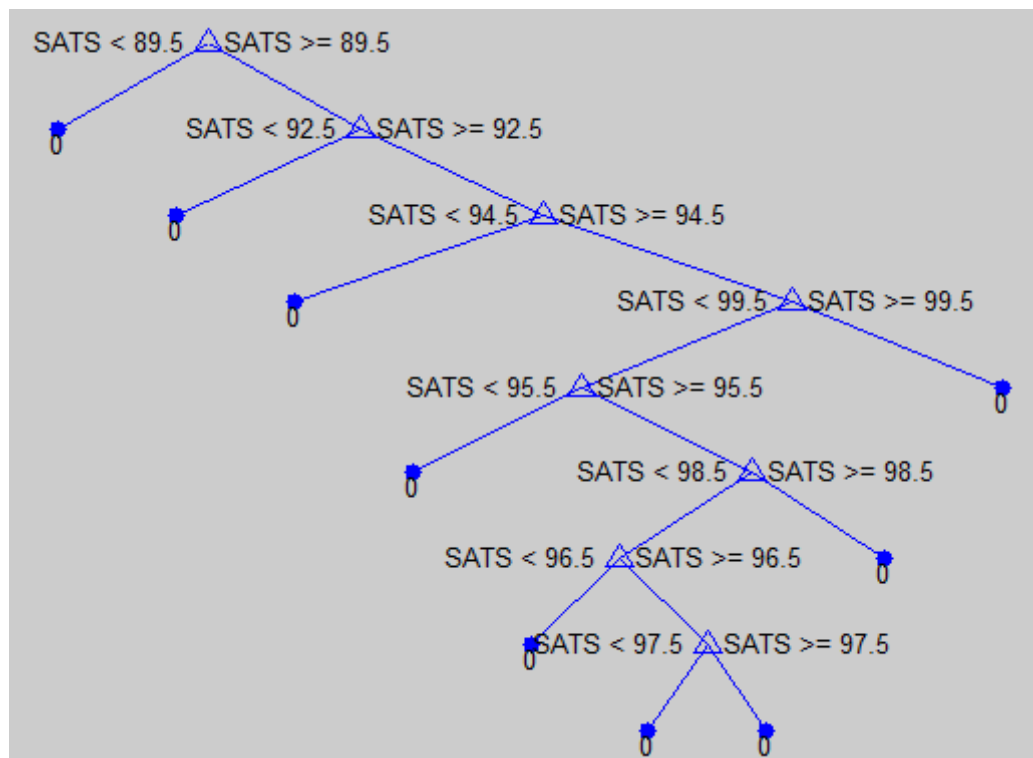 SATS < 89.5 SATS >= 89.5
0
SATS < 92.5 SATS >= 92.5
0
SATS < 94.5 SATS >= 94.5
0
SATS < 99.5 SATS >= 99.5
SATS < 95.5 SATS >= 95.5
0
0
SATS < 98.5 SATS >= 98.5
SATS < 96.5 SATS >= 96.5
0
0
SATS < 97.5 SATS >= 97.5
0 0